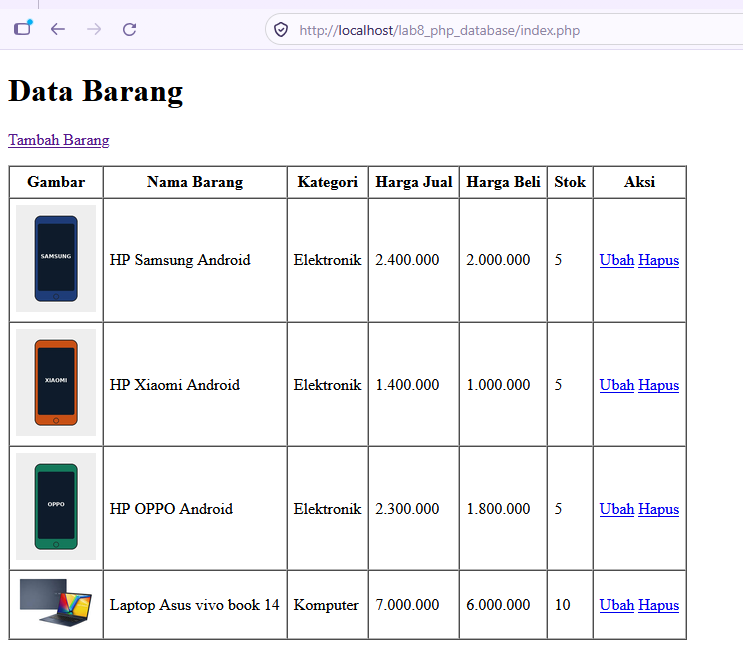 http://localhost/lab8_php_database/index.php
Data Barang
Tambah Barang
Gambar Nama Barang Kategori Harga Jual Harga Beli Stok Aksi
SAMSUNG HP Samsung Android Elektronik 2.400.000 2.000.000 5 Ubah Hapus
XIAOMI HP Xiaomi Android Elektronik 1.400.000 1.000.000 5 Ubah Hapus
OPPO HP OPPO Android Elektronik 2.300.000 1.800.000 5 Ubah Hapus
Laptop Asus vivo book 14 Komputer 7.000.000 6.000.000 10 Ubah Hapus